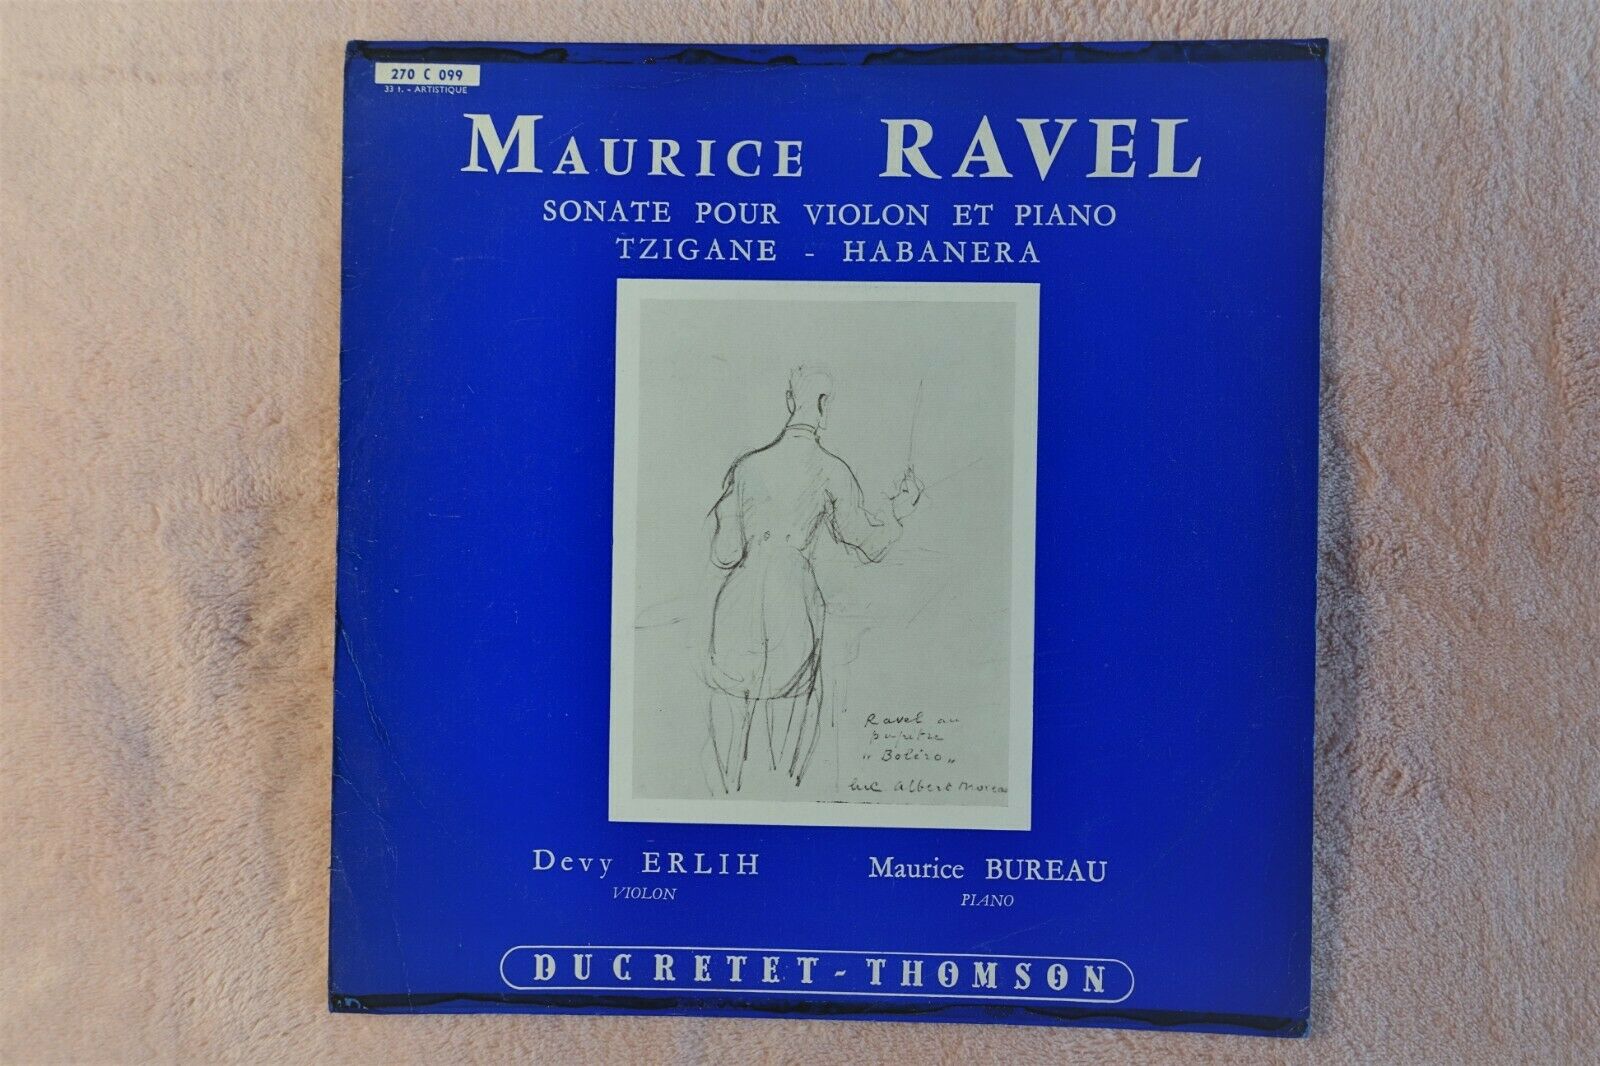 270 C 099
33 t. - ARTISTIQUE
MAURICE RAVEL
SONATE POUR VIOLON ET PIANO
TZIGANE - HABANERA
Ravel au
pupitre
"Boléro"
Luc Albert Moreau
Devy ERLIH
VIOLON
Maurice BUREAU
PIANO
DUCRETET-THOMSON